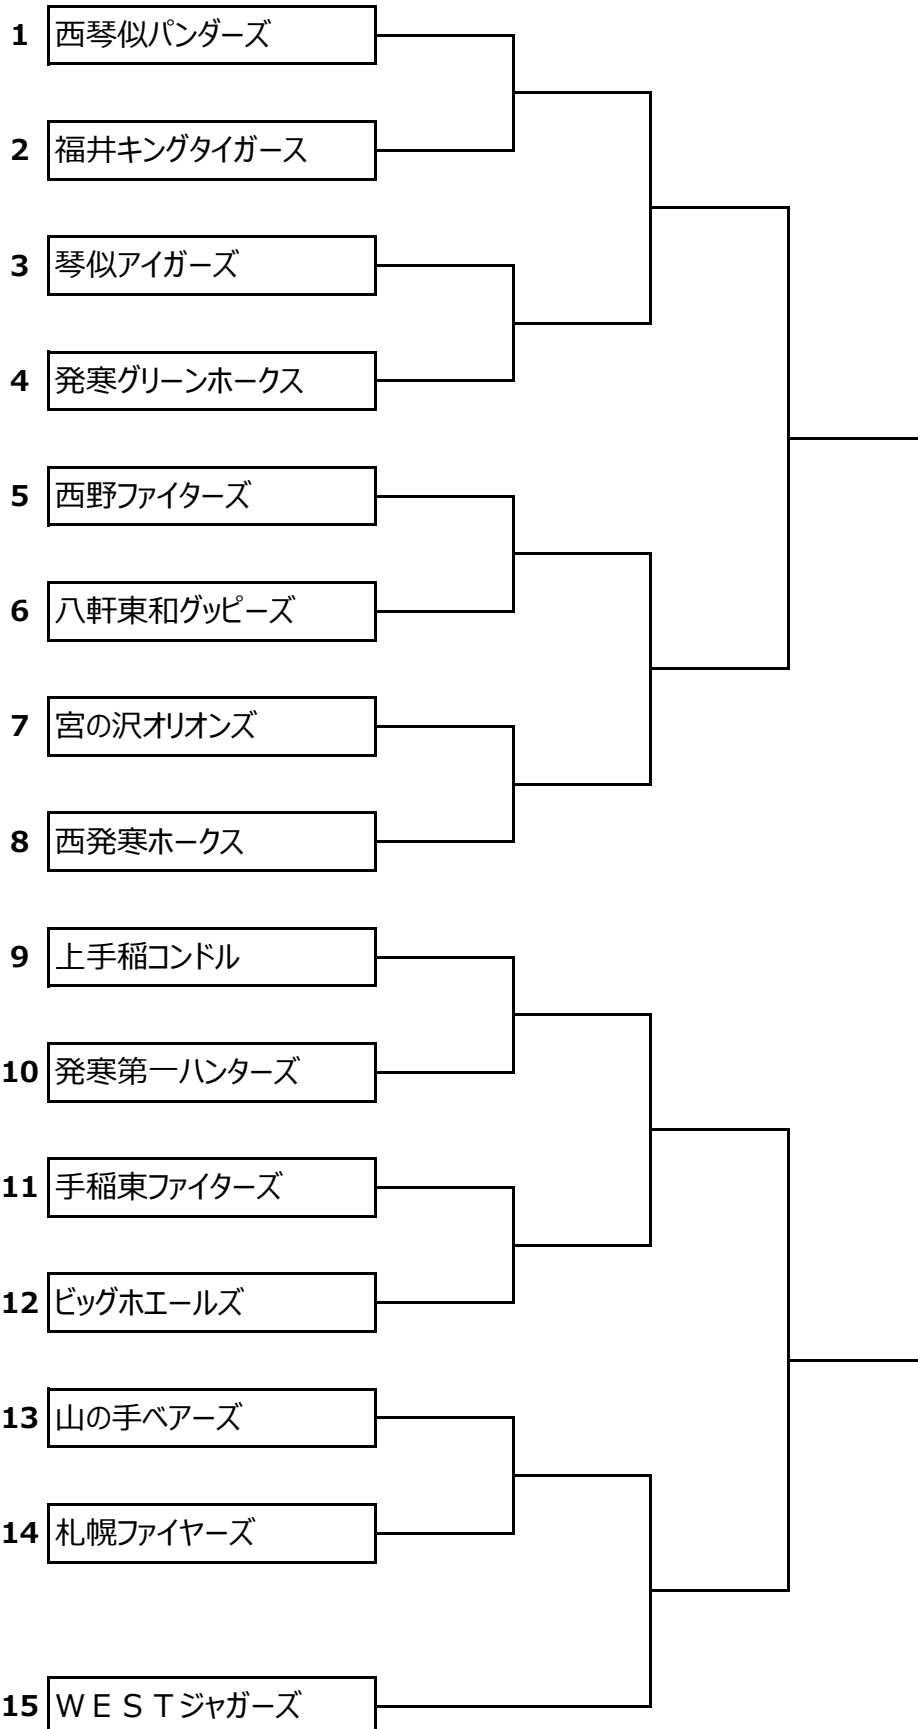 1 西琴似パンダーズ
2 福井キングタイガース
3 琴似アイガーズ
4 発寒グリーンホークス
5 西野ファイターズ
6 八軒東和グッピーズ
7 宮の沢オリオンズ
8 西発寒ホークス
9 上手稲コンドル
10 発寒第一ハンターズ
11 手稲東ファイターズ
12 ビッグホエールズ
13 山の手ベアーズ
14 札幌ファイヤーズ
15 ＷＥＳＴジャガーズ